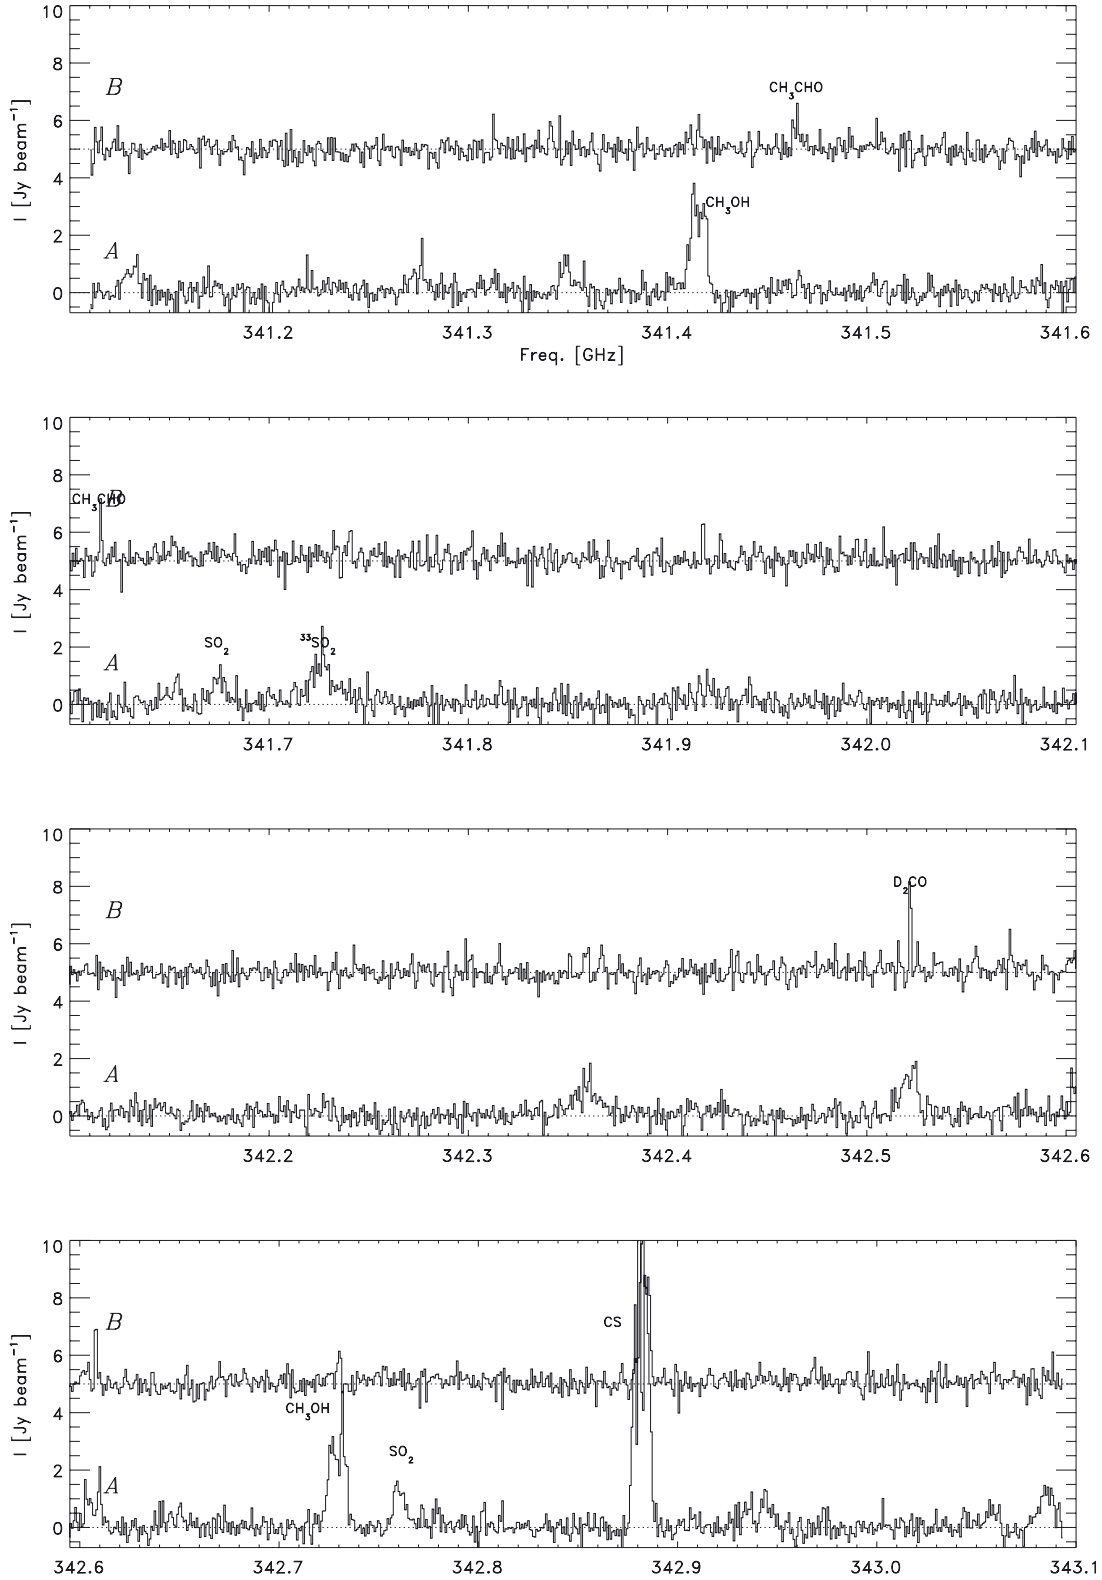 10
8
B
CH₃CHO
6
4
CH₃OH
2
A
0
I [Jy beam⁻¹]
341.2 341.3 341.4 341.5 341.6
Freq. [GHz]
10
8
CH₃CHO B
6
4
SO₂ ³³SO₂
2
A
0
I [Jy beam⁻¹]
341.7 341.8 341.9 342.0 342.1
10
8
D₂CO
B
6
4
2
A
0
I [Jy beam⁻¹]
342.2 342.3 342.4 342.5 342.6
10
8
B
CS
6
4
CH₃OH
SO₂
2
A
0
I [Jy beam⁻¹]
342.6 342.7 342.8 342.9 343.0 343.1